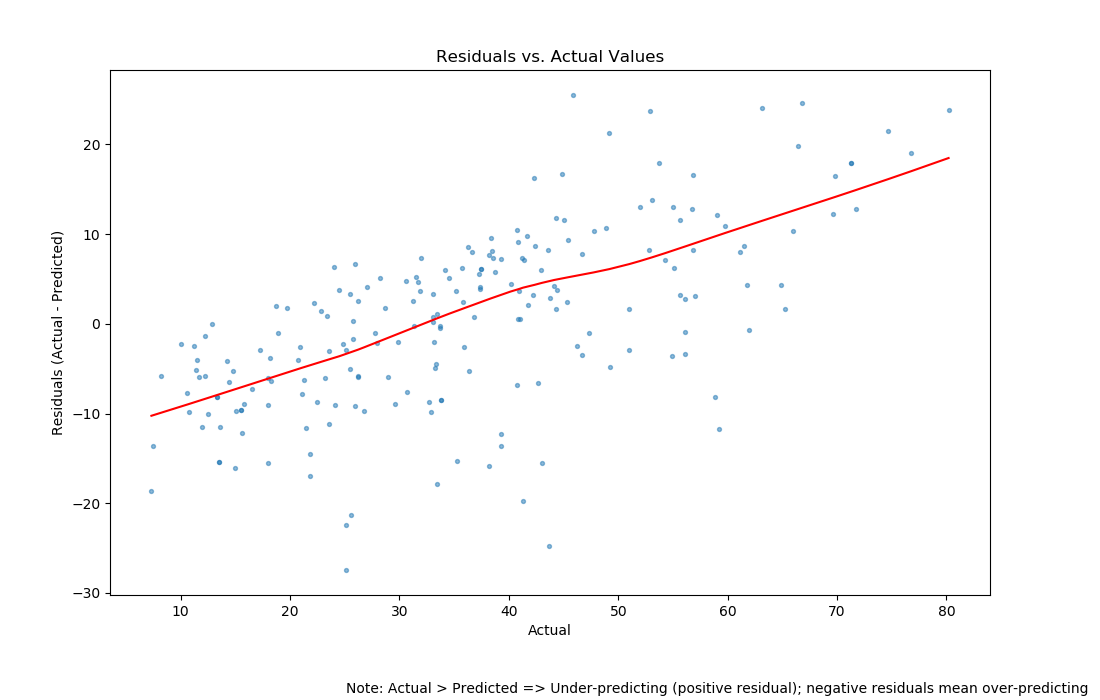 Residuals vs. Actual Values
Residuals (Actual - Predicted)
20
10
0
−10
−20
−30
10 20 30 40 50 60 70 80
Actual
Note: Actual > Predicted => Under-predicting (positive residual); negative residuals mean over-predicting